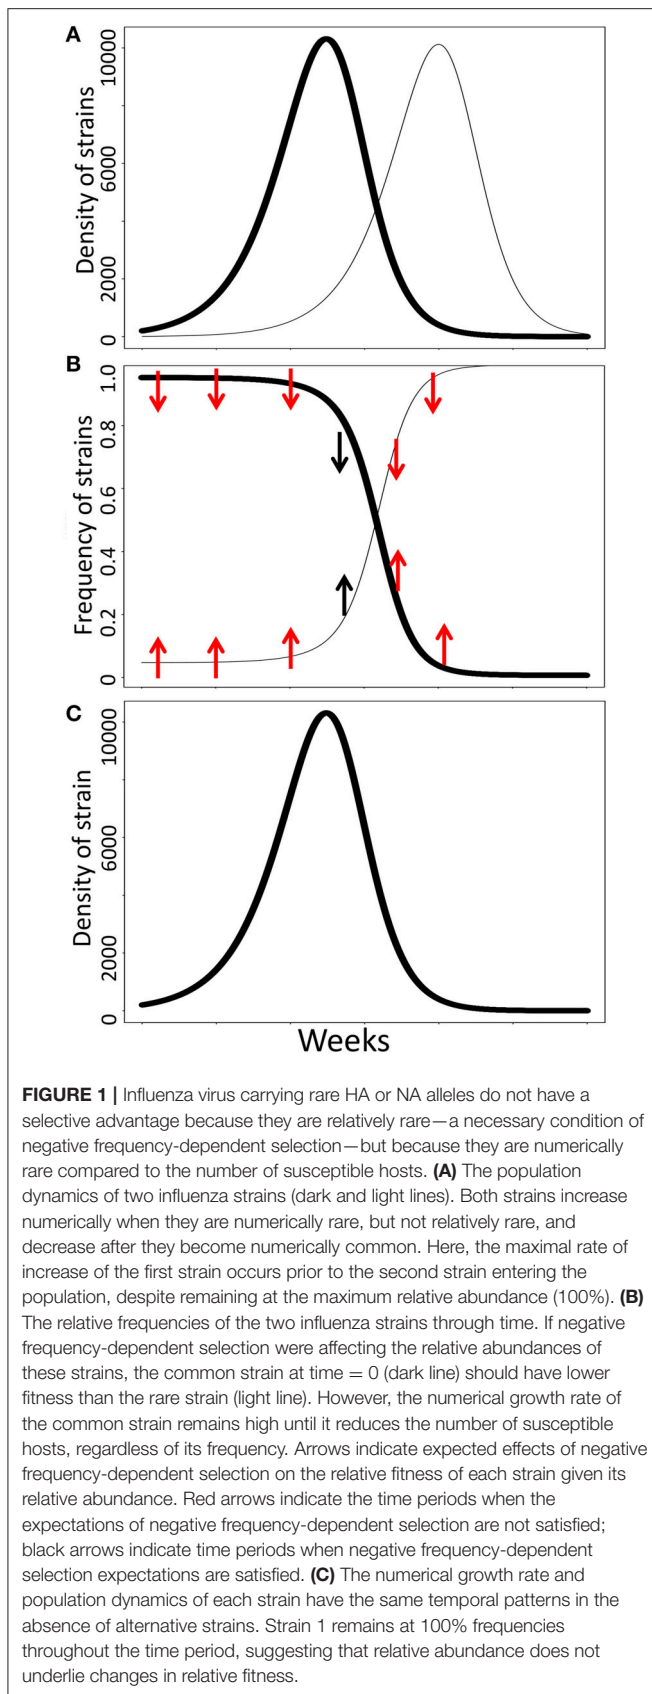 A
Density of strains
0
2000
6000
10000
B
Frequency of strains
0
0.2
0.4
0.6
0.8
1.0
C
Density of strain
0
2000
6000
10000
Weeks
FIGURE 1 | Influenza virus carrying rare HA or NA alleles do not have a
selective advantage because they are relatively rare—a necessary condition of
negative frequency-dependent selection—but because they are numerically
rare compared to the number of susceptible hosts. (A) The population
dynamics of two influenza strains (dark and light lines). Both strains increase
numerically when they are numerically rare, but not relatively rare, and
decrease after they become numerically common. Here, the maximal rate of
increase of the first strain occurs prior to the second strain entering the
population, despite remaining at the maximum relative abundance (100%). (B)
The relative frequencies of the two influenza strains through time. If negative
frequency-dependent selection were affecting the relative abundances of
these strains, the common strain at time = 0 (dark line) should have lower
fitness than the rare strain (light line). However, the numerical growth rate of
the common strain remains high until it reduces the number of susceptible
hosts, regardless of its frequency. Arrows indicate expected effects of negative
frequency-dependent selection on the relative fitness of each strain given its
relative abundance. Red arrows indicate the time periods when the
expectations of negative frequency-dependent selection are not satisfied;
black arrows indicate time periods when negative frequency-dependent
selection expectations are satisfied. (C) The numerical growth rate and
population dynamics of each strain have the same temporal patterns in the
absence of alternative strains. Strain 1 remains at 100% frequencies
throughout the time period, suggesting that relative abundance does not
underlie changes in relative fitness.